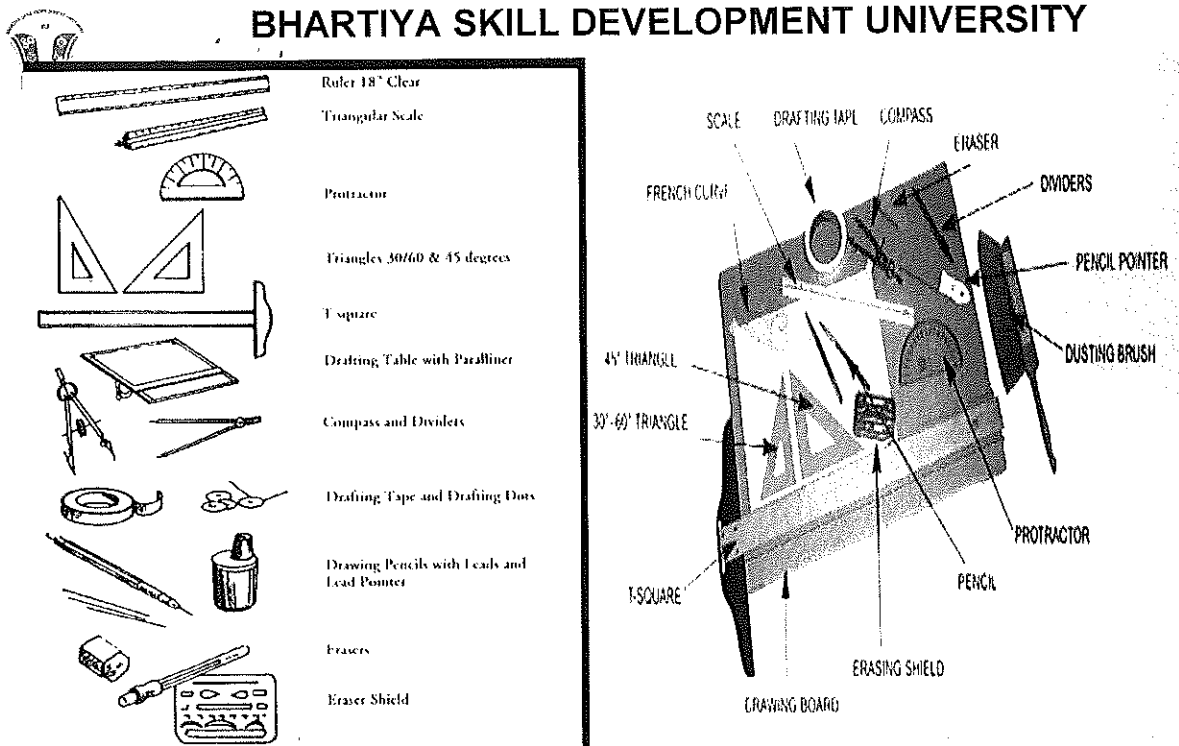 BHARTIYA SKILL DEVELOPMENT UNIVERSITY
Ruler 18" Clear
Triangular Scale
Protractor
Triangles 30/60 & 45 degrees
T square
Drafting Table with Parafliner
Compass and Dividers
Drafting Tape and Drafting Dots
Drawing Pencils with Leads and
Lead Pointer
Erasers
Eraser Shield
SCALE
DRAFTING TAPE
COMPASS
ERASER
FRENCH CURVE
DIVIDERS
PENCIL POINTER
45° TRIANGLE
DUSTING BRUSH
30°-60° TRIANGLE
PROTRACTOR
T-SQUARE
PENCIL
ERASING SHIELD
DRAWING BOARD